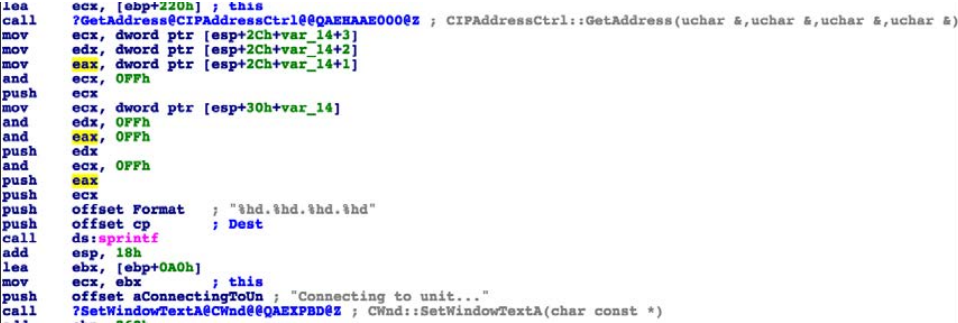 lea ecx, [ebp+220h] ; this
call ?GetAddress@CIPAddressCtrl@@QAEHAAE000@Z ; CIPAddressCtrl::GetAddress(uchar &,uchar &,uchar &,uchar &)
mov ecx, dword ptr [esp+2Ch+var_14+3]
mov edx, dword ptr [esp+2Ch+var_14+2]
mov eax, dword ptr [esp+2Ch+var_14+1]
and ecx, 0FFh
push ecx
mov ecx, dword ptr [esp+30h+var_14]
and edx, 0FFh
and eax, 0FFh
push edx
and ecx, 0FFh
push eax
push ecx
push offset Format ; "%hd.%hd.%hd.%hd"
push offset cp ; Dest
call ds:sprintf
add esp, 18h
lea ebx, [ebp+0A0h]
mov ecx, ebx ; this
push offset aConnectingToUn ; "Connecting to unit..."
call ?SetWindowTextA@CWnd@@QAEXPBD@Z ; CWnd::SetWindowTextA(char const *)